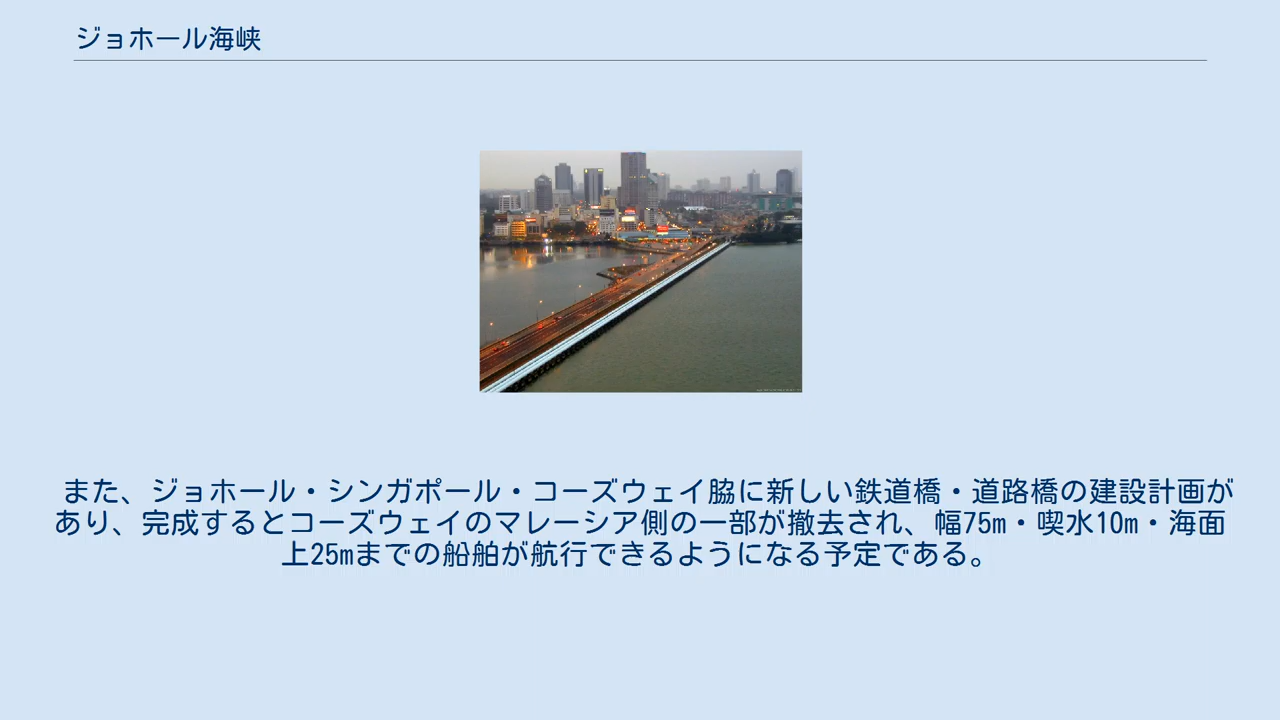 ジョホール海峡
また、ジョホール・シンガポール・コーズウェイ脇に新しい鉄道橋・道路橋の建設計画が
あり、完成するとコーズウェイのマレーシア側の一部が撤去され、幅75m・喫水10m・海面
上25mまでの船舶が航行できるようになる予定である。